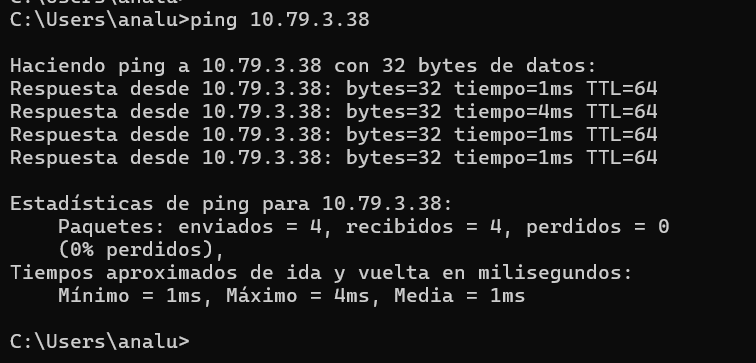 C:\Users\analu>
C:\Users\analu>ping 10.79.3.38
Haciendo ping a 10.79.3.38 con 32 bytes de datos:
Respuesta desde 10.79.3.38: bytes=32 tiempo=1ms TTL=64
Respuesta desde 10.79.3.38: bytes=32 tiempo=4ms TTL=64
Respuesta desde 10.79.3.38: bytes=32 tiempo=1ms TTL=64
Respuesta desde 10.79.3.38: bytes=32 tiempo=1ms TTL=64
Estadísticas de ping para 10.79.3.38:
    Paquetes: enviados = 4, recibidos = 4, perdidos = 0
    (0% perdidos),
Tiempos aproximados de ida y vuelta en milisegundos:
    Mínimo = 1ms, Máximo = 4ms, Media = 1ms
C:\Users\analu>